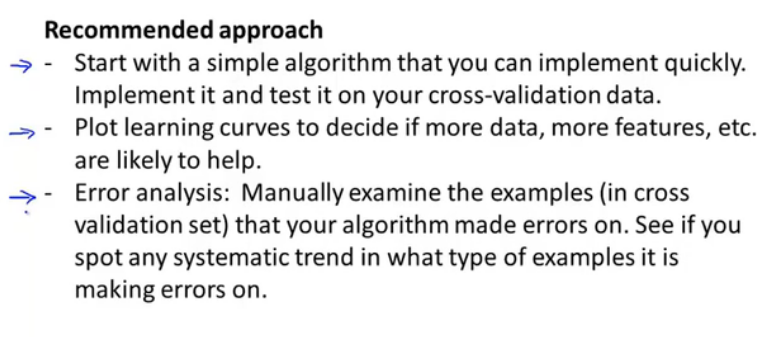 Recommended approach
- Start with a simple algorithm that you can implement quickly.
Implement it and test it on your cross-validation data.
- Plot learning curves to decide if more data, more features, etc.
are likely to help.
- Error analysis: Manually examine the examples (in cross
validation set) that your algorithm made errors on. See if you
spot any systematic trend in what type of examples it is
making errors on.